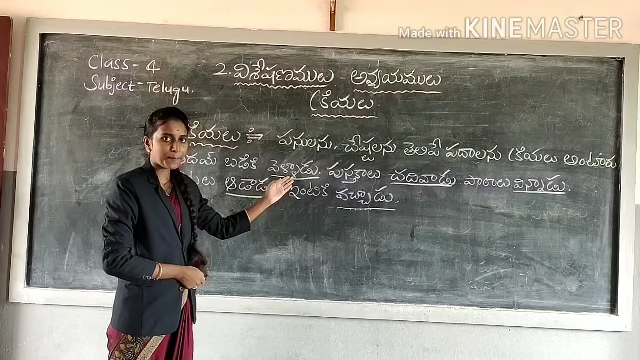 Made with KINEMASTER
Class - 4
Subject - Telugu.
2. విశేషణములు అవ్యయములు
క్రియలు
క్రియలు పనులను, చేష్టలను తెలిపే పదాలను క్రియలు అంటారు
బడికి వెళ్ళాడు. పుస్తకాలు చదివాడు పాఠాలు విన్నాడు.
ఆడాడు ఇంటికి వచ్చాడు.